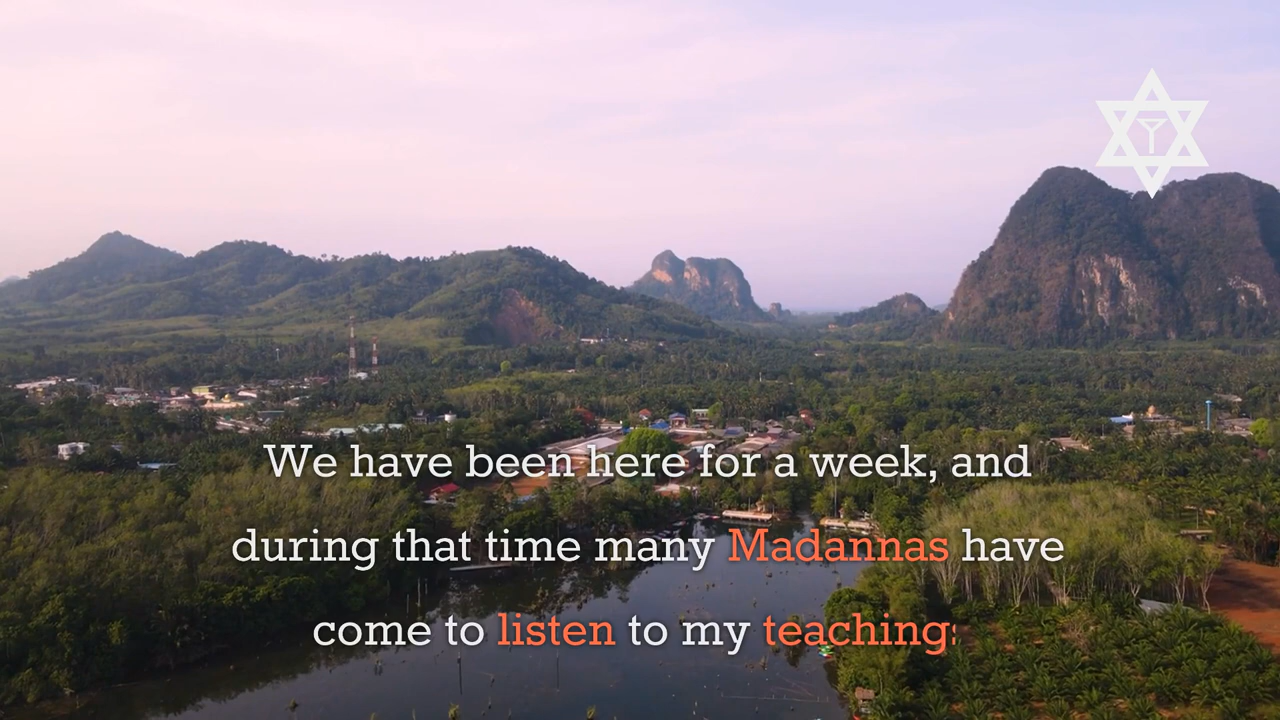 We have been here for a week, and
during that time many Madannas have
come to listen to my teaching